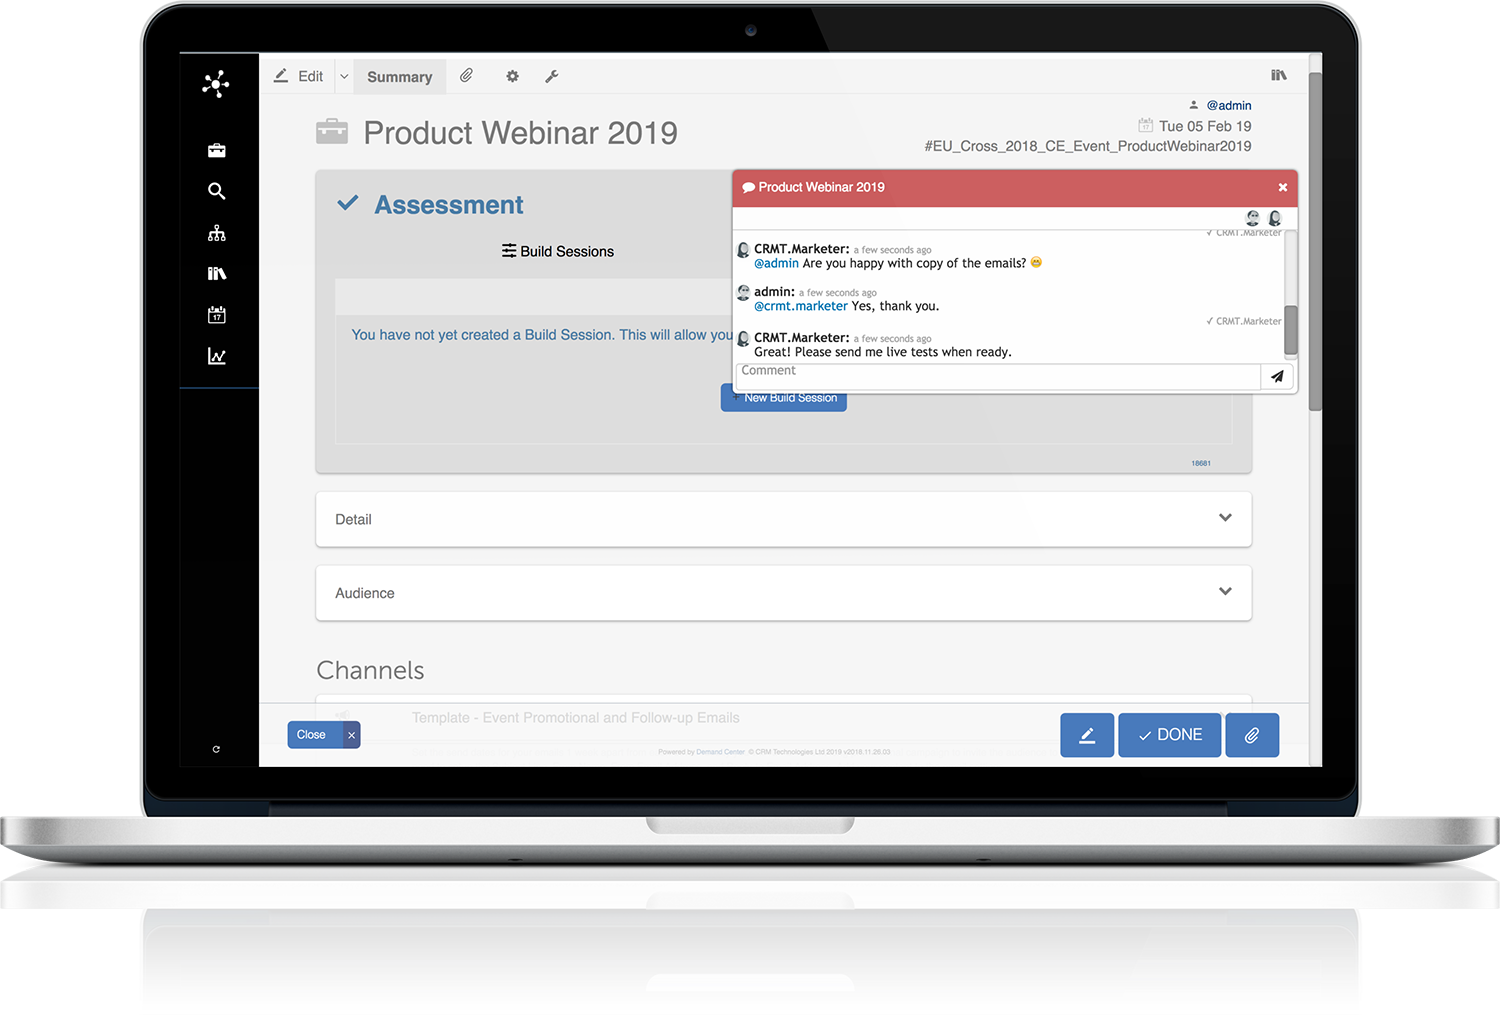 Edit
Summary
@admin
Product Webinar 2019
17 Tue 05 Feb 19
#EU_Cross_2018_CE_Event_ProductWebinar2019
Assessment
Build Sessions
You have not yet created a Build Session. This will allow you
+ New Build Session
18681
Product Webinar 2019
✓ CRMT.Marketer
CRMT.Marketer: a few seconds ago
@admin Are you happy with copy of the emails? 😁
admin: a few seconds ago
@crmt.marketer Yes, thank you.
✓ CRMT.Marketer
CRMT.Marketer: a few seconds ago
Great! Please send me live tests when ready.
Comment
17
Detail
Audience
Channels
Template - Event Promotional and Follow-up Emails
Close ×
DONE
Powered by Demand Center © CRM Technologies Ltd 2019 v2018.11.26.03